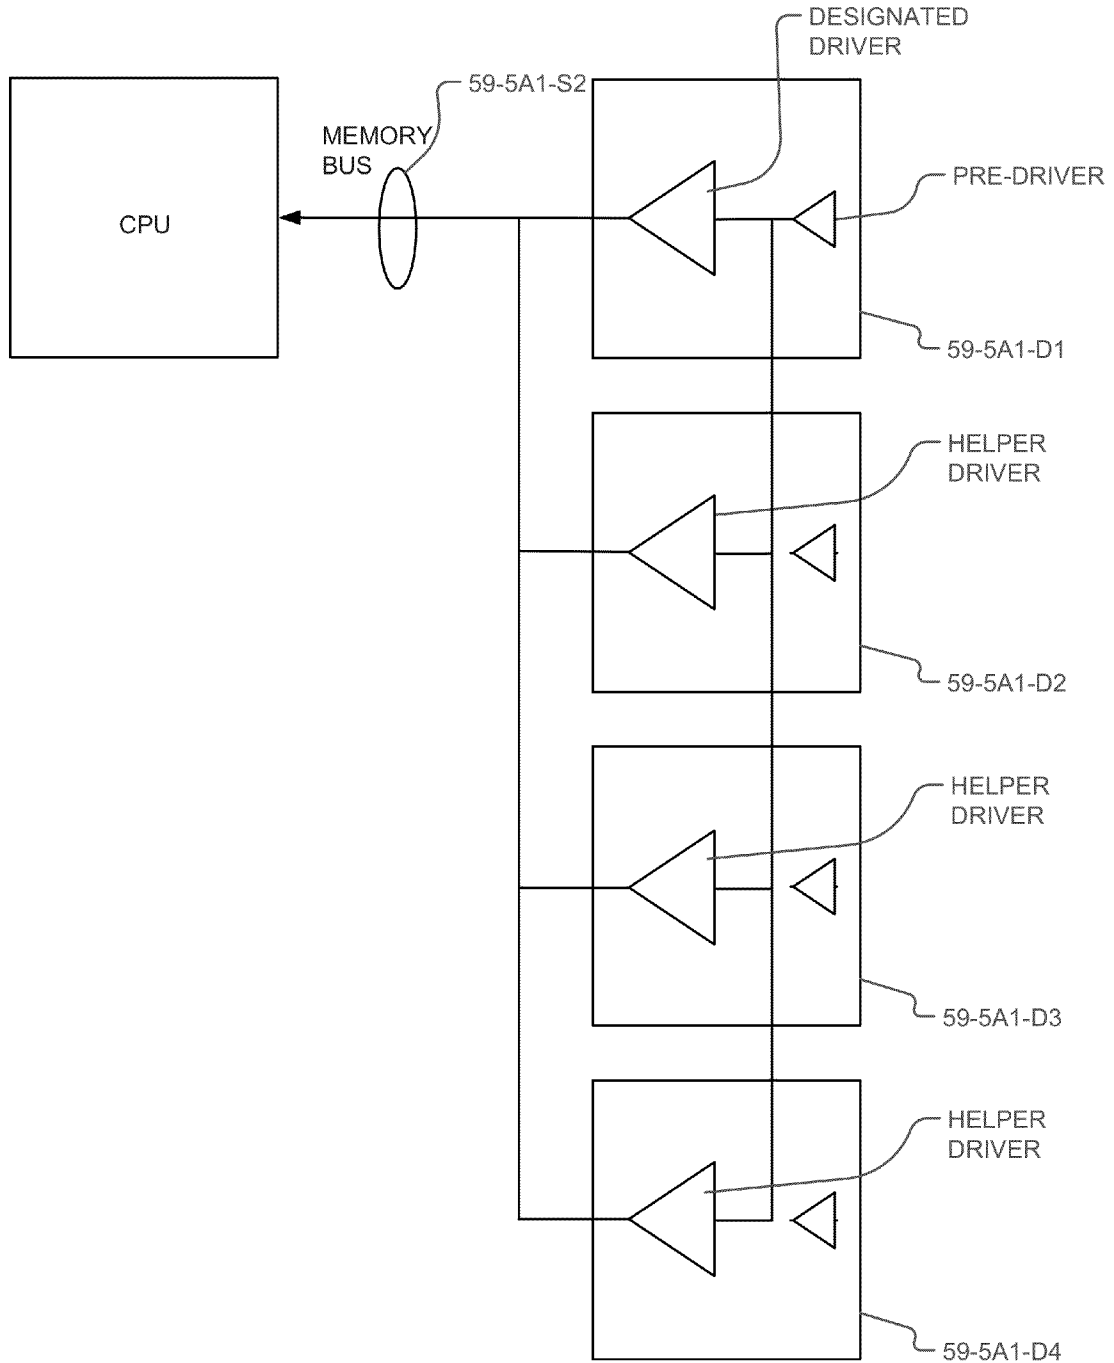 DESIGNATED
DRIVER
59-5A1-S2
MEMORY
BUS
CPU
PRE-DRIVER
59-5A1-D1
HELPER
DRIVER
59-5A1-D2
HELPER
DRIVER
59-5A1-D3
HELPER
DRIVER
59-5A1-D4